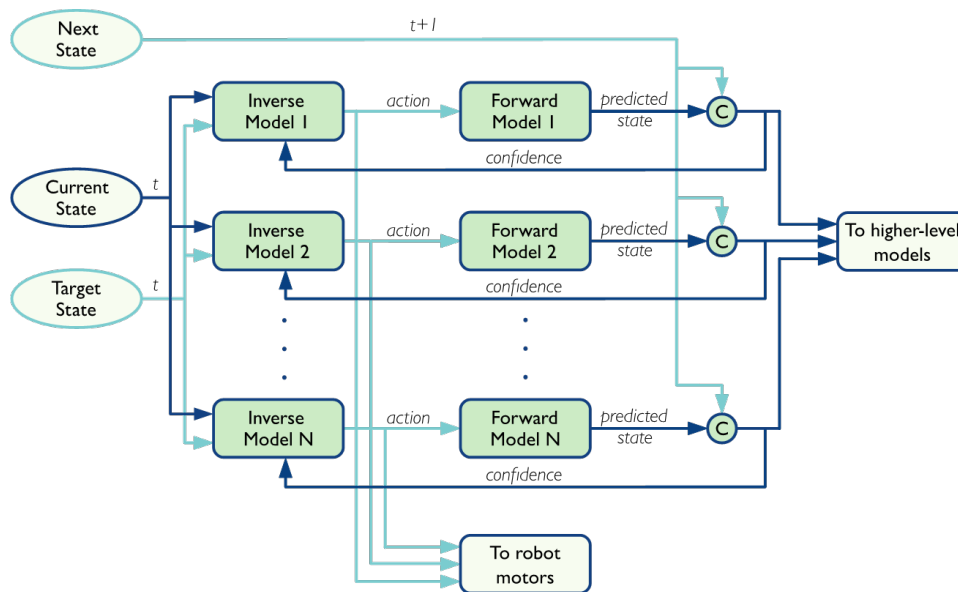 Next
State
t+1
Inverse
Model 1
action
Forward
Model 1
predicted
state
C
confidence
Current
State
t
Inverse
Model 2
action
Forward
Model 2
predicted
state
C
confidence
To higher-level
models
Target
State
t
Inverse
Model N
action
Forward
Model N
predicted
state
C
confidence
To robot
motors